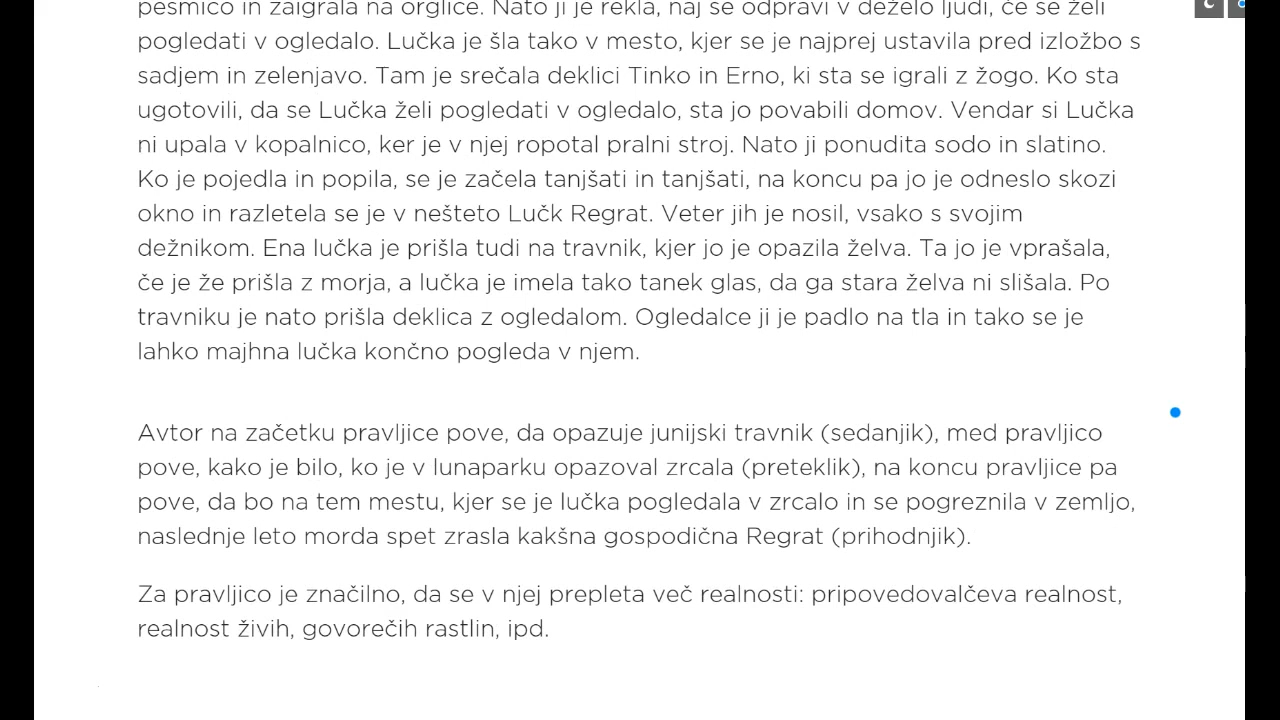 pesmico in zaigrala na orglice. Nato ji je rekla, naj se odpravi v deželo ljudi, če se želi
pogledati v ogledalo. Lučka je šla tako v mesto, kjer se je najprej ustavila pred izložbo s
sadjem in zelenjavo. Tam je srečala deklici Tinko in Erno, ki sta se igrali z žogo. Ko sta
ugotovili, da se Lučka želi pogledati v ogledalo, sta jo povabili domov. Vendar si Lučka
ni upala v kopalnico, ker je v njej ropotal pralni stroj. Nato ji ponudita sodo in slatino.
Ko je pojedla in popila, se je začela tanjšati in tanjšati, na koncu pa jo je odneslo skozi
okno in razletela se je v nešteto Lučk Regrat. Veter jih je nosil, vsako s svojim
dežnikom. Ena lučka je prišla tudi na travnik, kjer jo je opazila želva. Ta jo je vprašala,
če je že prišla z morja, a lučka je imela tako tanek glas, da ga stara želva ni slišala. Po
travniku je nato prišla deklica z ogledalom. Ogledalce ji je padlo na tla in tako se je
lahko majhna lučka končno pogleda v njem.
Avtor na začetku pravljice pove, da opazuje junijski travnik (sedanjik), med pravljico
pove, kako je bilo, ko je v lunaparku opazoval zrcala (preteklik), na koncu pravljice pa
pove, da bo na tem mestu, kjer se je lučka pogledala v zrcalo in se pogreznila v zemljo,
naslednje leto morda spet zrasla kakšna gospodična Regrat (prihodnjik).
Za pravljico je značilno, da se v njej prepleta več realnosti: pripovedovalčeva realnost,
realnost živih, govorečih rastlin, ipd.